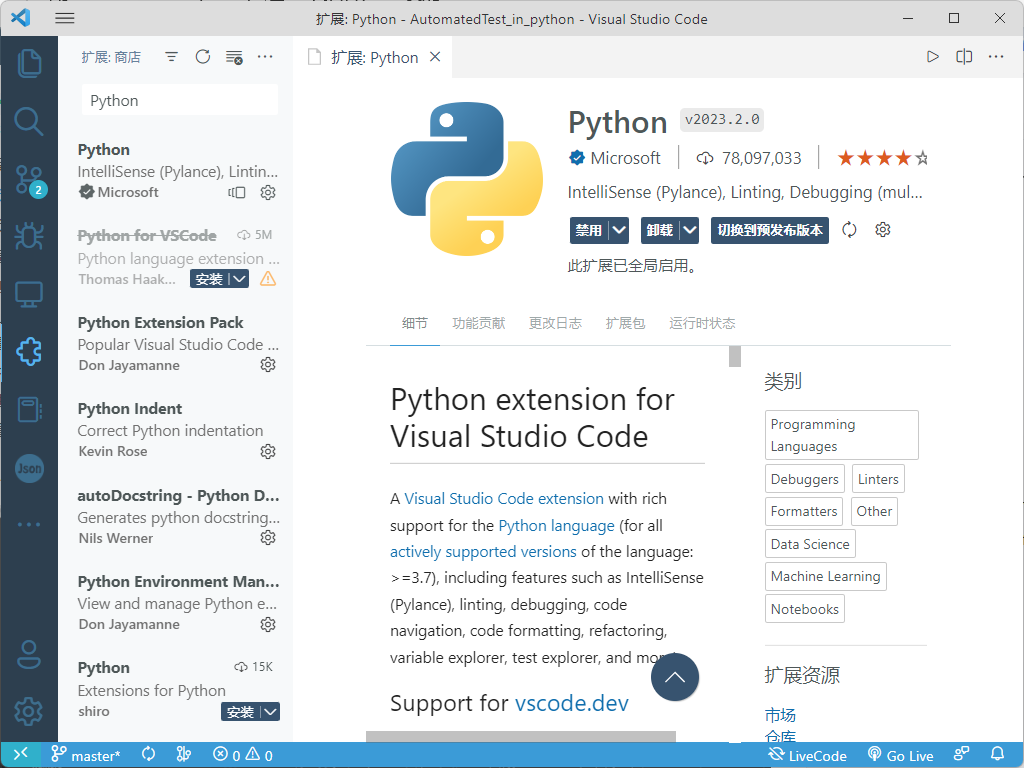 扩展: Python - AutomatedTest_in_python - Visual Studio Code
扩展: 商店
Python
Python
IntelliSense (Pylance), Lintin...
Microsoft
Python for VSCode 5M
Python language extension ...
Thomas Haak... 安装
Python Extension Pack
Popular Visual Studio Code ...
Don Jayamanne
Python Indent
Correct Python indentation
Kevin Rose
autoDocstring - Python D...
Generates python docstring...
Nils Werner
Python Environment Man...
View and manage Python e...
Don Jayamanne
Python 15K
Extensions for Python
shiro 安装
2
Json
扩展: Python
Python v2023.2.0
Microsoft 78,097,033
IntelliSense (Pylance), Linting, Debugging (mul...
禁用 卸载 切换到预发布版本
此扩展已全局启用。
细节 功能贡献 更改日志 扩展包 运行时状态
Python extension for
Visual Studio Code
A Visual Studio Code extension with rich
support for the Python language (for all
actively supported versions of the language:
>=3.7), including features such as IntelliSense
(Pylance), linting, debugging, code
navigation, code formatting, refactoring,
variable explorer, test explorer, and more!
Support for vscode.dev
类别
Programming
Languages
Debuggers Linters
Formatters Other
Data Science
Machine Learning
Notebooks
扩展资源
市场
仓库
master* 0 0 LiveCode Go Live